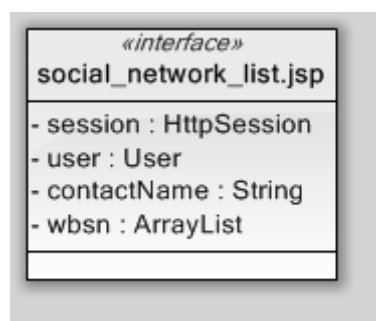 «interface»
social_network_list.jsp
- session : HttpSession
- user : User
- contactName : String
- wbsn : ArrayList